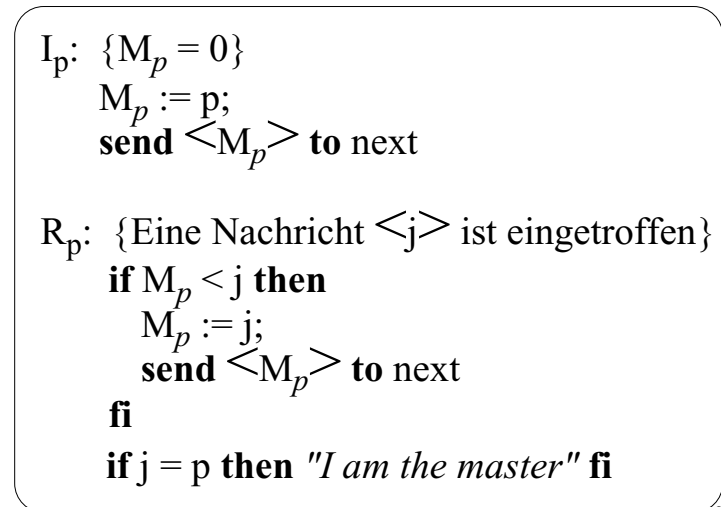 Ip: {Mp = 0}
Mp := p;
send <Mp> to next
Rp: {Eine Nachricht <j> ist eingetroffen}
if Mp < j then
Mp := j;
send <Mp> to next
fi
if j = p then "I am the master" fi